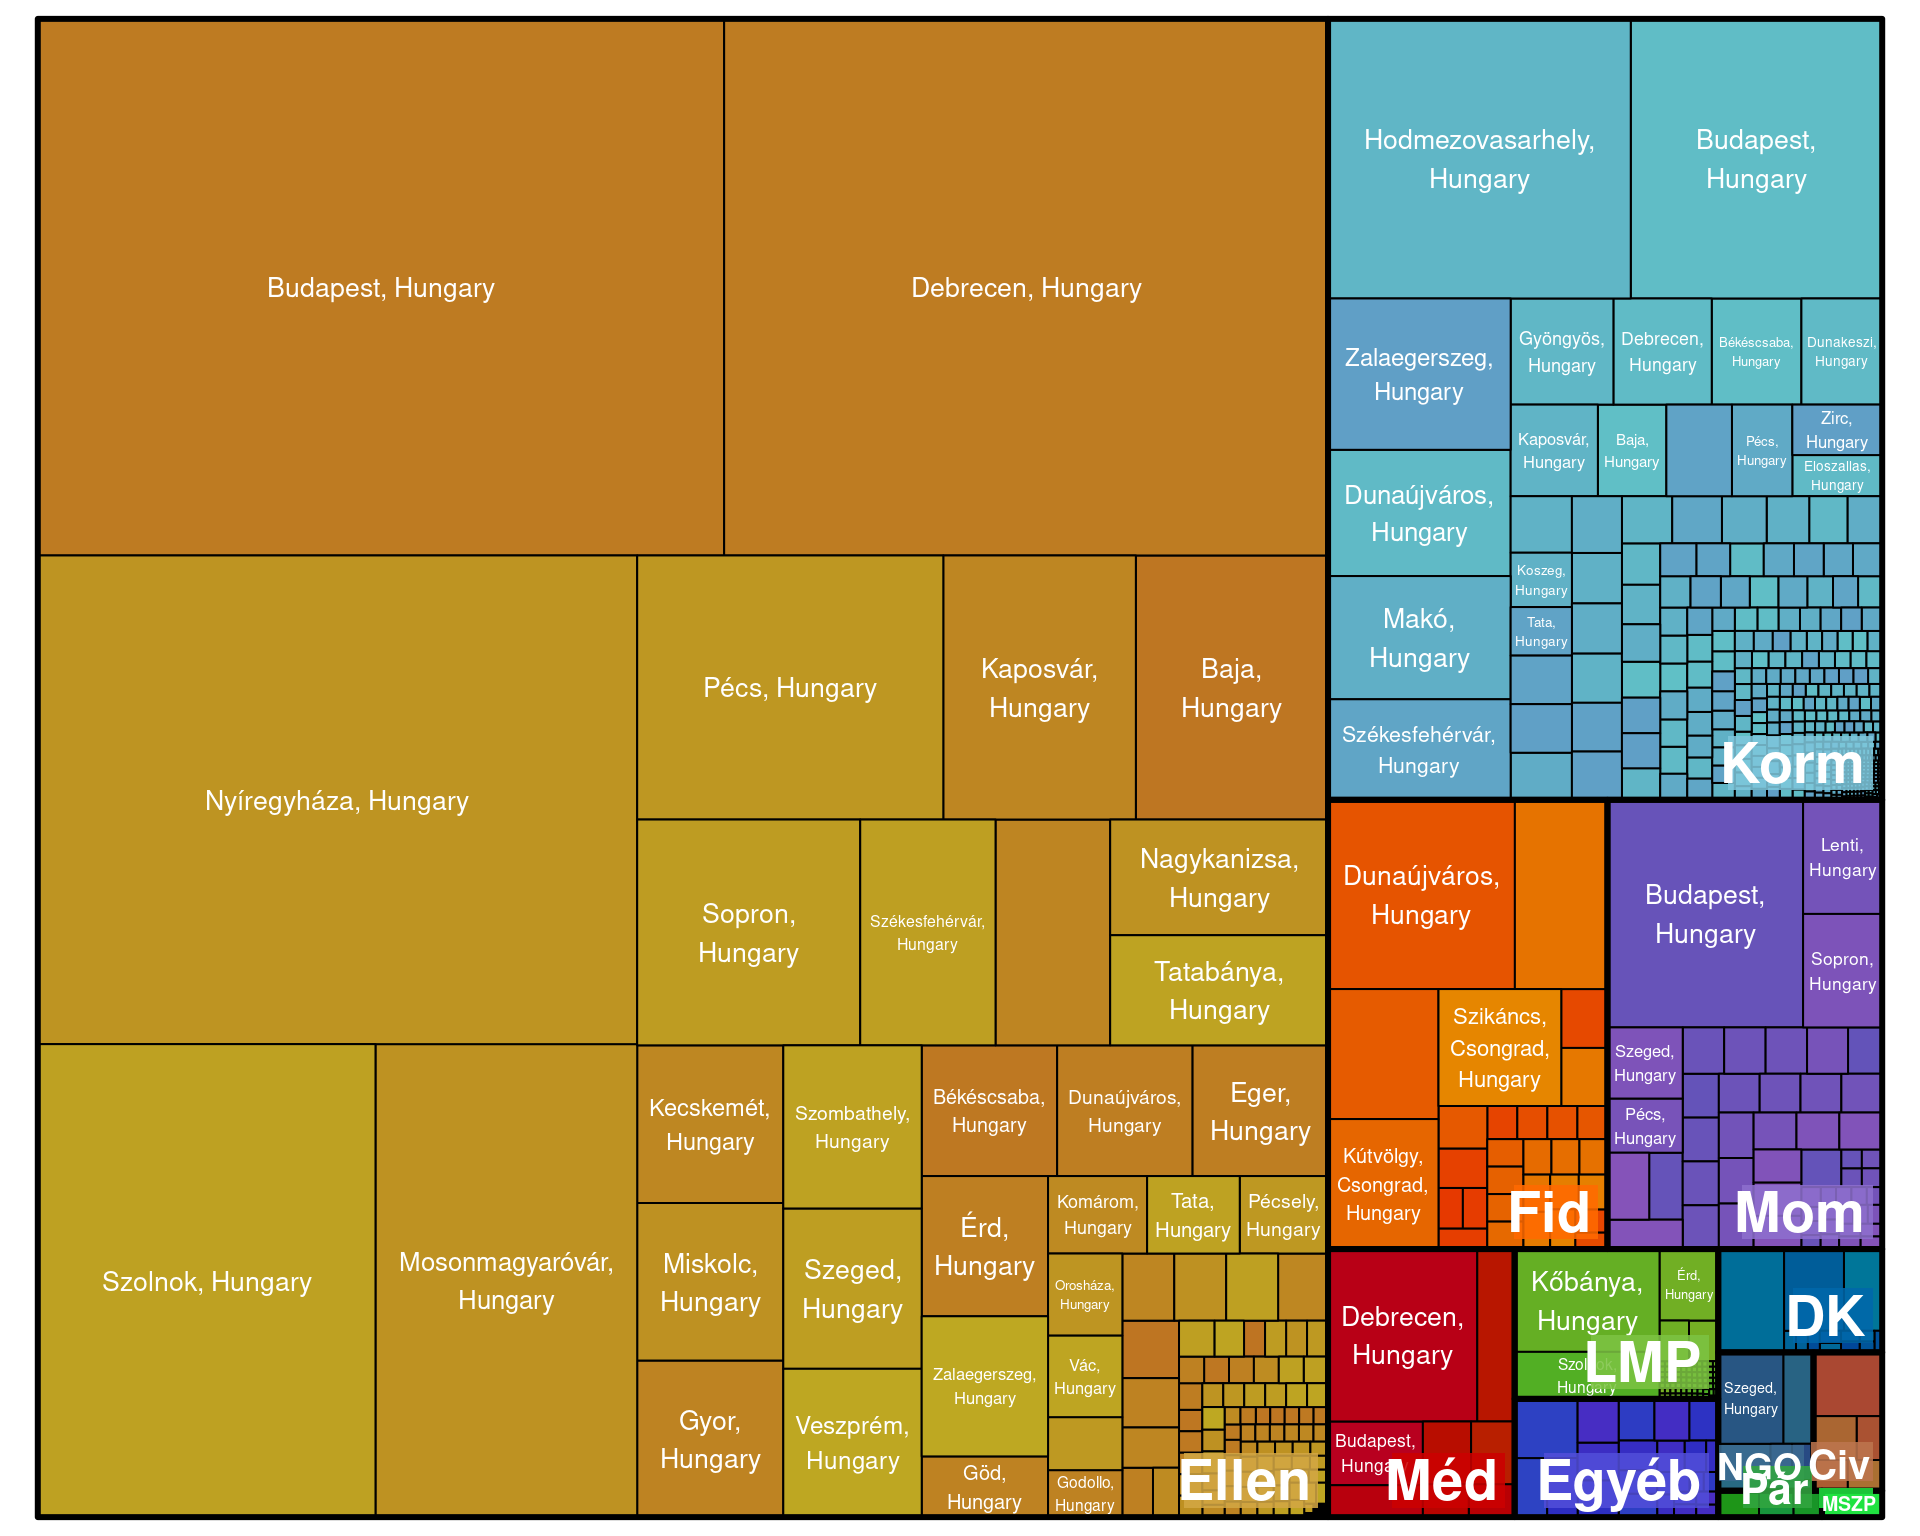 Budapest, Hungary
Debrecen, Hungary
Nyíregyháza, Hungary
Pécs, Hungary
Kaposvár,
Hungary
Baja,
Hungary
Sopron,
Hungary
Székesfehérvár,
Hungary
Nagykanizsa,
Hungary
Tatabánya,
Hungary
Szolnok, Hungary
Mosonmagyaróvár,
Hungary
Kecskemét,
Hungary
Miskolc,
Hungary
Gyor,
Hungary
Szombathely,
Hungary
Szeged,
Hungary
Veszprém,
Hungary
Békéscsaba,
Hungary
Dunaújváros,
Hungary
Eger,
Hungary
Érd,
Hungary
Zalaegerszeg,
Hungary
Göd,
Hungary
Komárom,
Hungary
Tata,
Hungary
Pécsely,
Hungary
Orosháza,
Hungary
Vác,
Hungary
Godollo,
Hungary
Ellen
Hodmezovasarhely,
Hungary
Budapest,
Hungary
Zalaegerszeg,
Hungary
Dunaújváros,
Hungary
Makó,
Hungary
Székesfehérvár,
Hungary
Gyöngyös,
Hungary
Debrecen,
Hungary
Békéscsaba,
Hungary
Dunakeszi,
Hungary
Kaposvár,
Hungary
Baja,
Hungary
Pécs,
Hungary
Zirc,
Hungary
Eloszallas,
Hungary
Koszeg,
Hungary
Tata,
Hungary
Korm
Dunaújváros,
Hungary
Szikáncs,
Csongrad,
Hungary
Kútvölgy,
Csongrad,
Hungary
Fid
Budapest,
Hungary
Lenti,
Hungary
Sopron,
Hungary
Szeged,
Hungary
Pécs,
Hungary
Mom
Debrecen,
Hungary
Budapest,
Hungary
Méd
Kőbánya,
Hungary
Érd,
Hungary
Szolnok,
Hungary
LMP
Egyéb
DK
Szeged,
Hungary
NGO
Civ
Pár
MSZP